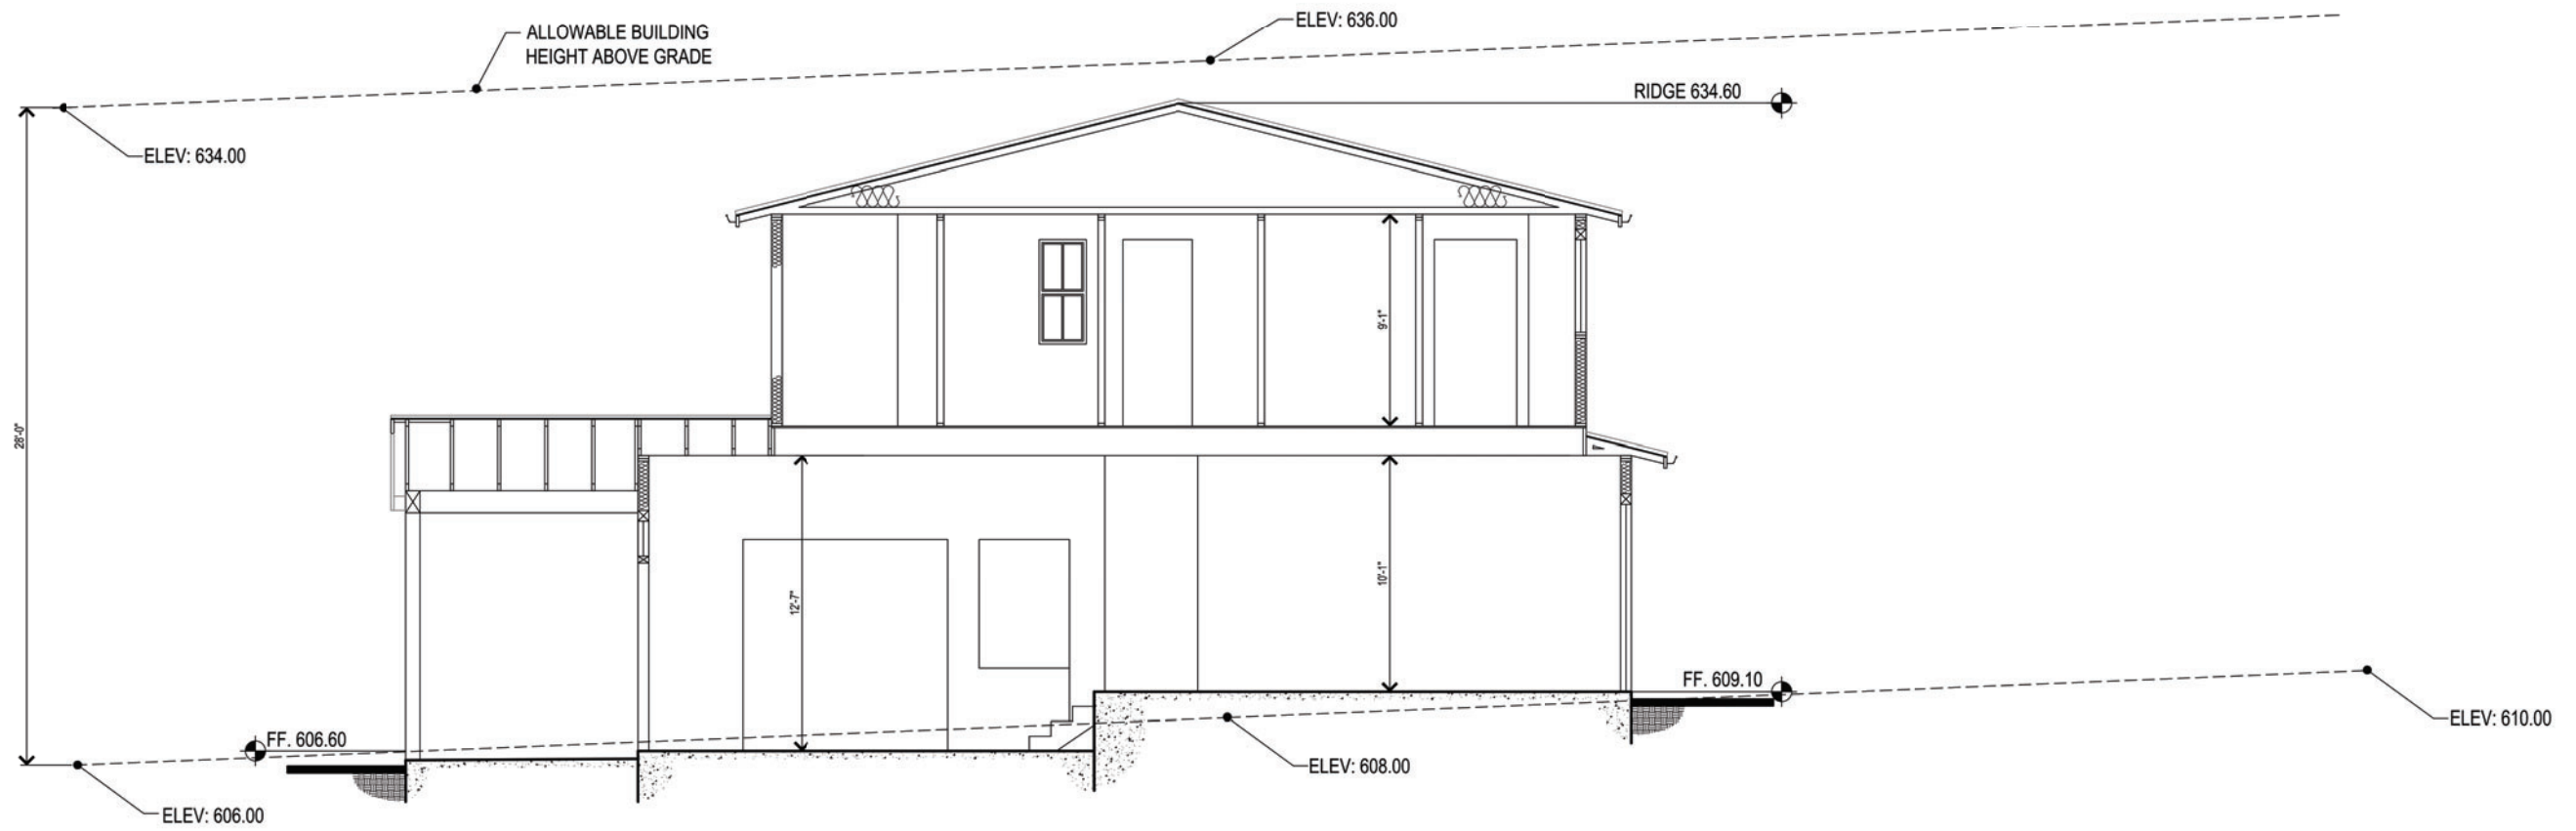 ELEV: 636.00
ALLOWABLE BUILDING
HEIGHT ABOVE GRADE
RIDGE 634.60
ELEV: 634.00
9'-1"
28'-0"
12'-7"
10'-1"
FF. 609.10
ELEV: 610.00
FF. 606.60
ELEV: 608.00
ELEV: 606.00